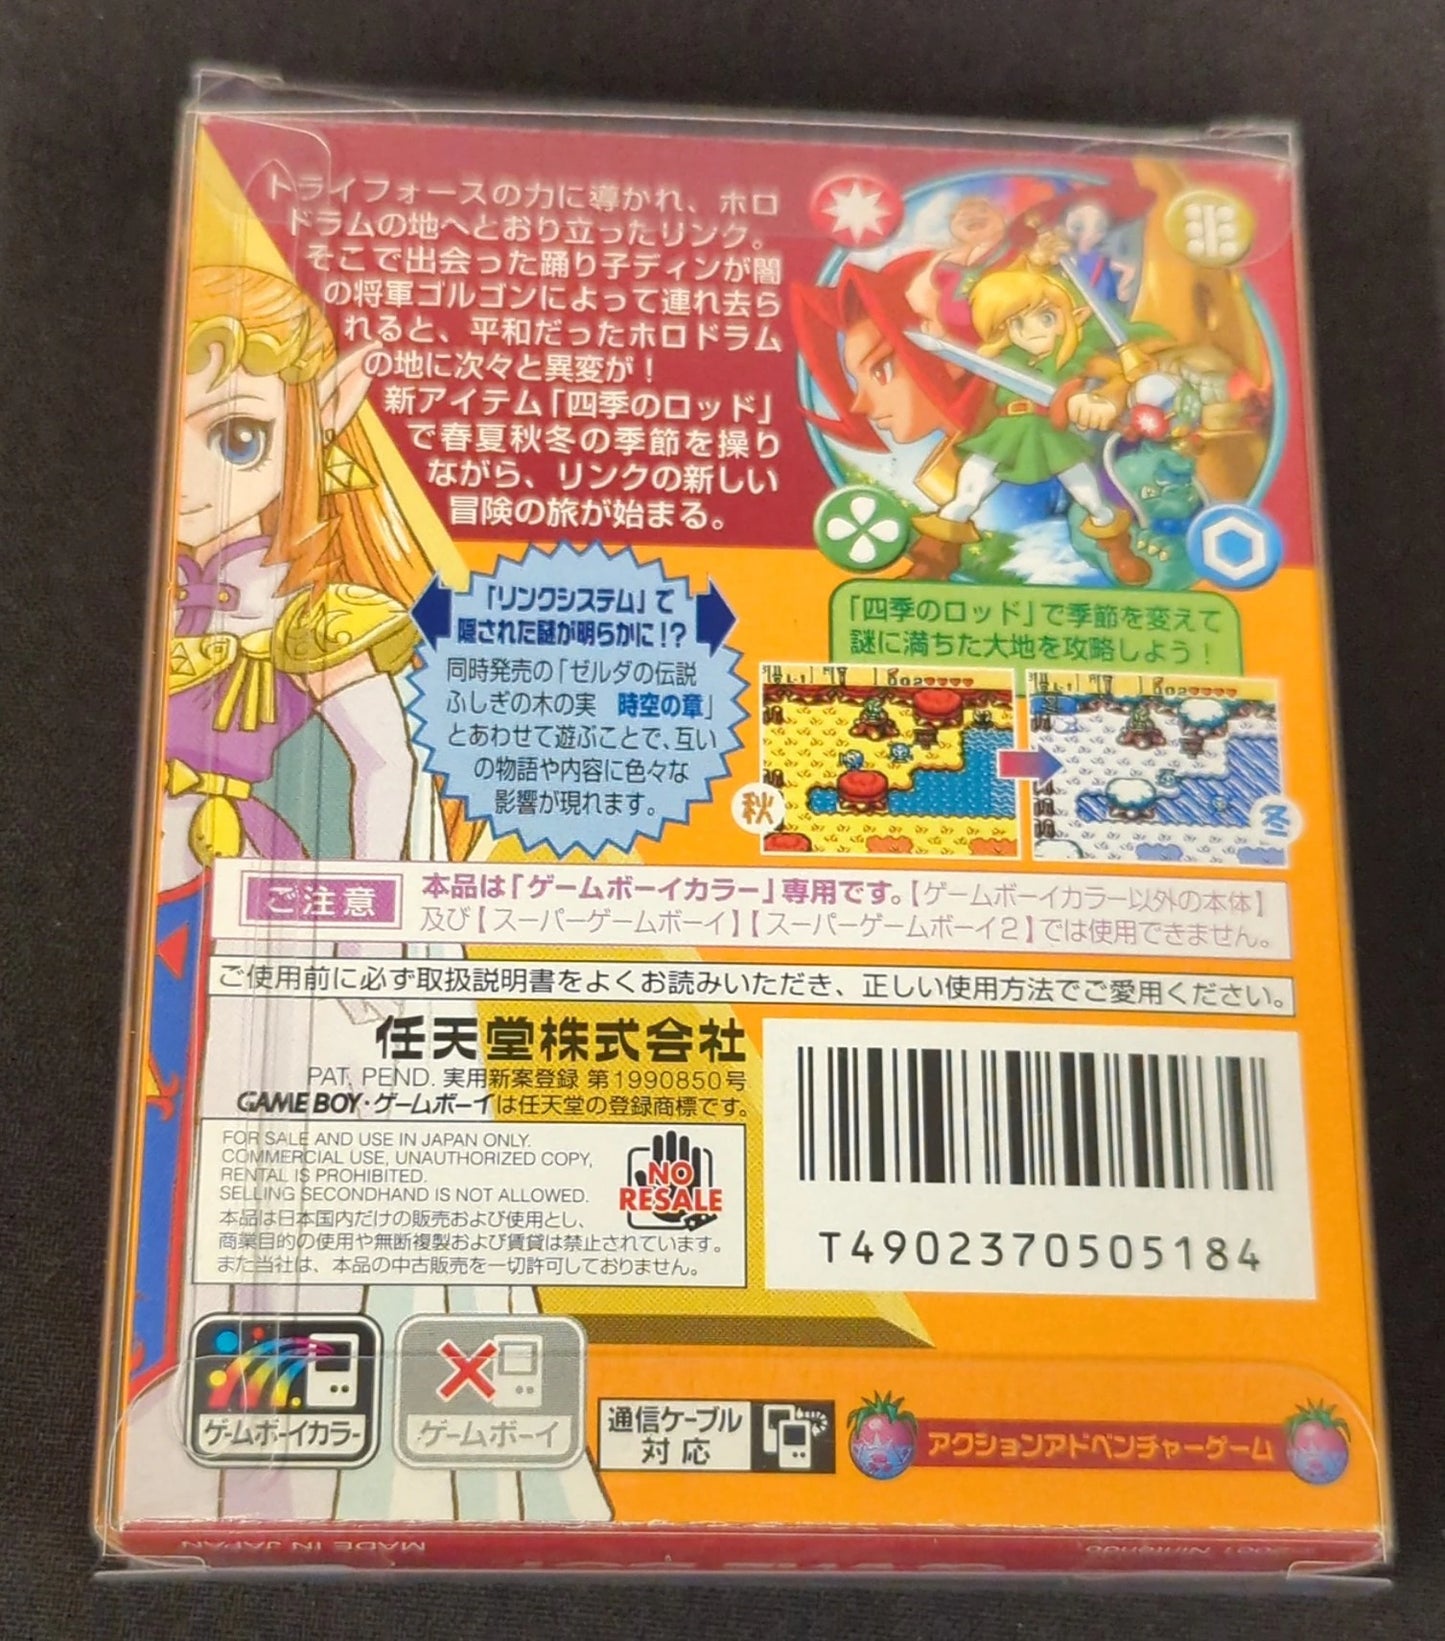 トライフォースの力に導かれ、ホロ
ドラムの地へとおり立ったリンク。
そこで出会った踊り子ディンが闇
の将軍ゴルゴンによって連れ去ら
れると、平和だったホロドラム
の地に次々と異変が！
新アイテム「四季のロッド」
で春夏秋冬の季節を操り
ながら、リンクの新しい
冒険の旅が始まる。
「リンクシステム」で
隠された謎が明らかに！？
同時発売の「ゼルダの伝説
ふしぎの木の実 時空の章」
とあわせて遊ぶことで、互い
の物語や内容に色々な
影響が現れます。
「四季のロッド」で季節を変えて
謎に満ちた大地を攻略しよう！
秋
冬
ご注意
本品は「ゲームボーイカラー」専用です。【ゲームボーイカラー以外の本体】
及び【スーパーゲームボーイ】【スーパーゲームボーイ2】では使用できません。
ご使用前に必ず取扱説明書をよくお読みいただき、正しい使用方法でご愛用ください。
任天堂株式会社
PAT. PEND. 実用新案登録 第1990850号
GAME BOY・ゲームボーイは任天堂の登録商標です。
FOR SALE AND USE IN JAPAN ONLY.
COMMERCIAL USE, UNAUTHORIZED COPY,
RENTAL IS PROHIBITED.
SELLING SECONDHAND IS NOT ALLOWED.
本品は日本国内だけの販売および使用とし、
商業目的の使用や無断複製および賃貸は禁止されています。
また当社は、本品の中古販売を一切許可しておりません。
NO
RESALE
T4902370505184
ゲームボーイカラー
ゲームボーイ
通信ケーブル
対応
アクションアドベンチャーゲーム
MADE IN JAPAN
©2001 Nintendo